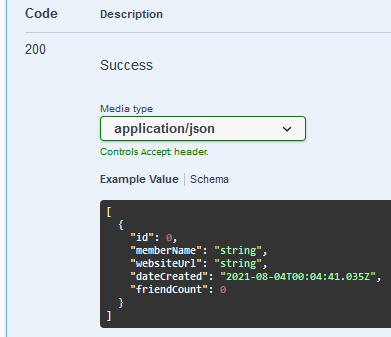 Code Description
200
Success
Media type
application/json
Controls Accept header.
Example Value Schema
[
  {
    "id": 0,
    "memberName": "string",
    "websiteUrl": "string",
    "dateCreated": "2021-08-04T00:04:41.035Z",
    "friendCount": 0
  }
]